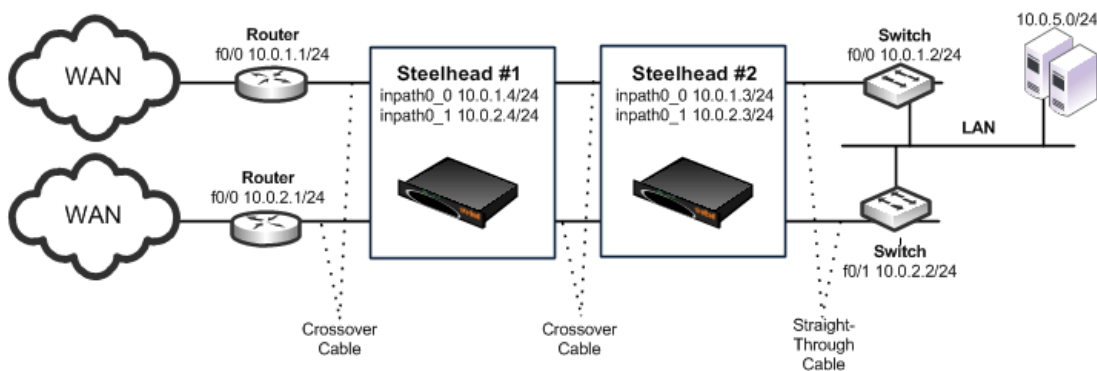 WAN
Router
f0/0 10.0.1.1/24
Steelhead #1
inpath0_0 10.0.1.4/24
inpath0_1 10.0.2.4/24
Steelhead #2
inpath0_0 10.0.1.3/24
inpath0_1 10.0.2.3/24
Switch
f0/0 10.0.1.2/24
10.0.5.0/24
LAN
WAN
Router
f0/0 10.0.2.1/24
Switch
f0/1 10.0.2.2/24
Crossover
Cable
Crossover
Cable
Straight-
Through
Cable